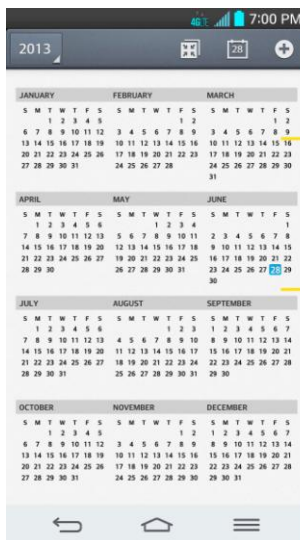 4G LTE 7:00 PM
2013 28
JANUARY FEBRUARY MARCH
S M T W T F S S M T W T F S S M T W T F S
1 2 3 4 5 1 2 1 2
6 7 8 9 10 11 12 3 4 5 6 7 8 9 3 4 5 6 7 8 9
13 14 15 16 17 18 19 10 11 12 13 14 15 16 10 11 12 13 14 15 16
20 21 22 23 24 25 26 17 18 19 20 21 22 23 17 18 19 20 21 22 23
27 28 29 30 31 24 25 26 27 28 24 25 26 27 28 29 30
31
APRIL MAY JUNE
S M T W T F S S M T W T F S S M T W T F S
1 2 3 4 5 6 1 2 3 4 1
7 8 9 10 11 12 13 5 6 7 8 9 10 11 2 3 4 5 6 7 8
14 15 16 17 18 19 20 12 13 14 15 16 17 18 9 10 11 12 13 14 15
21 22 23 24 25 26 27 19 20 21 22 23 24 25 16 17 18 19 20 21 22
28 29 30 26 27 28 29 30 31 23 24 25 26 27 28 29
30
JULY AUGUST SEPTEMBER
S M T W T F S S M T W T F S S M T W T F S
1 2 3 4 5 6 1 2 3 1 2 3 4 5 6 7
7 8 9 10 11 12 13 4 5 6 7 8 9 10 8 9 10 11 12 13 14
14 15 16 17 18 19 20 11 12 13 14 15 16 17 15 16 17 18 19 20 21
21 22 23 24 25 26 27 18 19 20 21 22 23 24 22 23 24 25 26 27 28
28 29 30 31 25 26 27 28 29 30 31 29 30
OCTOBER NOVEMBER DECEMBER
S M T W T F S S M T W T F S S M T W T F S
1 2 3 4 5 1 2 1 2 3 4 5 6 7
6 7 8 9 10 11 12 3 4 5 6 7 8 9 8 9 10 11 12 13 14
13 14 15 16 17 18 19 10 11 12 13 14 15 16 15 16 17 18 19 20 21
20 21 22 23 24 25 26 17 18 19 20 21 22 23 22 23 24 25 26 27 28
27 28 29 30 31 24 25 26 27 28 29 30 29 30 31